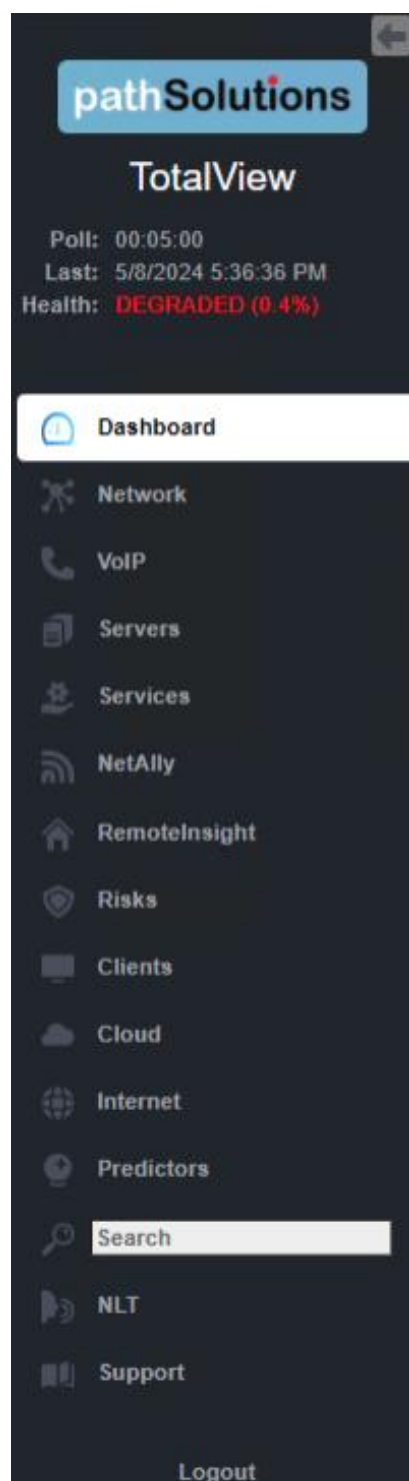 pathSolutions
TotalView
Poll: 00:05:00
Last: 5/8/2024 5:36:36 PM
Health: DEGRADED (0.4%)
Dashboard
Network
VoIP
Servers
Services
NetAlly
RemoteInsight
Risks
Clients
Cloud
Internet
Predictors
Search
NLT
Support
Logout